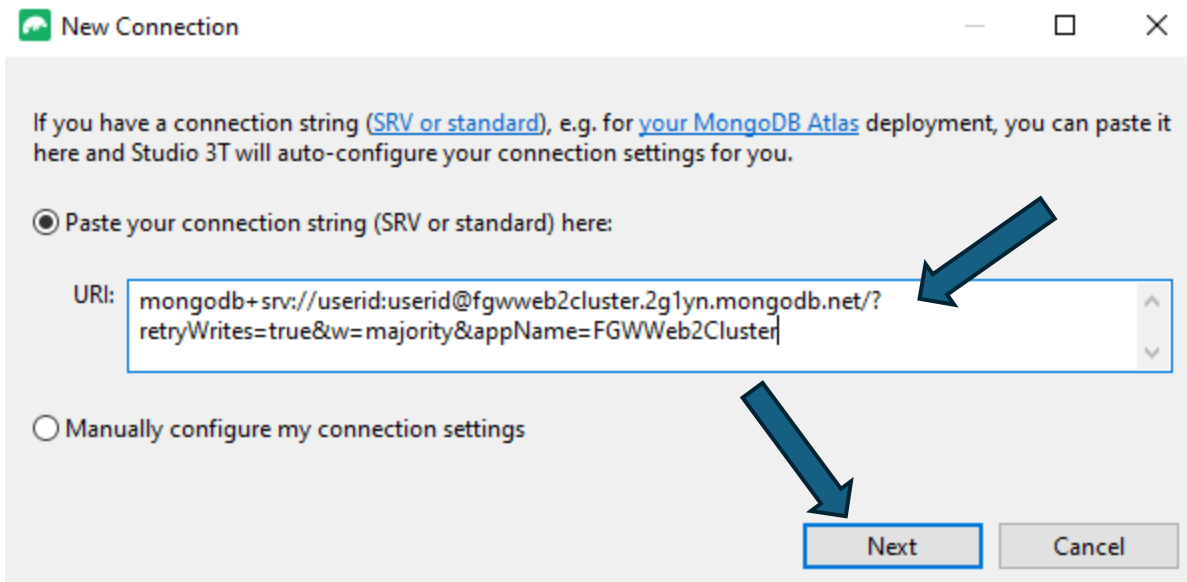 New Connection
If you have a connection string (SRV or standard), e.g. for your MongoDB Atlas deployment, you can paste it
here and Studio 3T will auto-configure your connection settings for you.
Paste your connection string (SRV or standard) here:
URI: mongodb+srv://userid:userid@fgwweb2cluster.2g1yn.mongodb.net/?
retryWrites=true&w=majority&appName=FGWWeb2Cluster
Manually configure my connection settings
Next Cancel